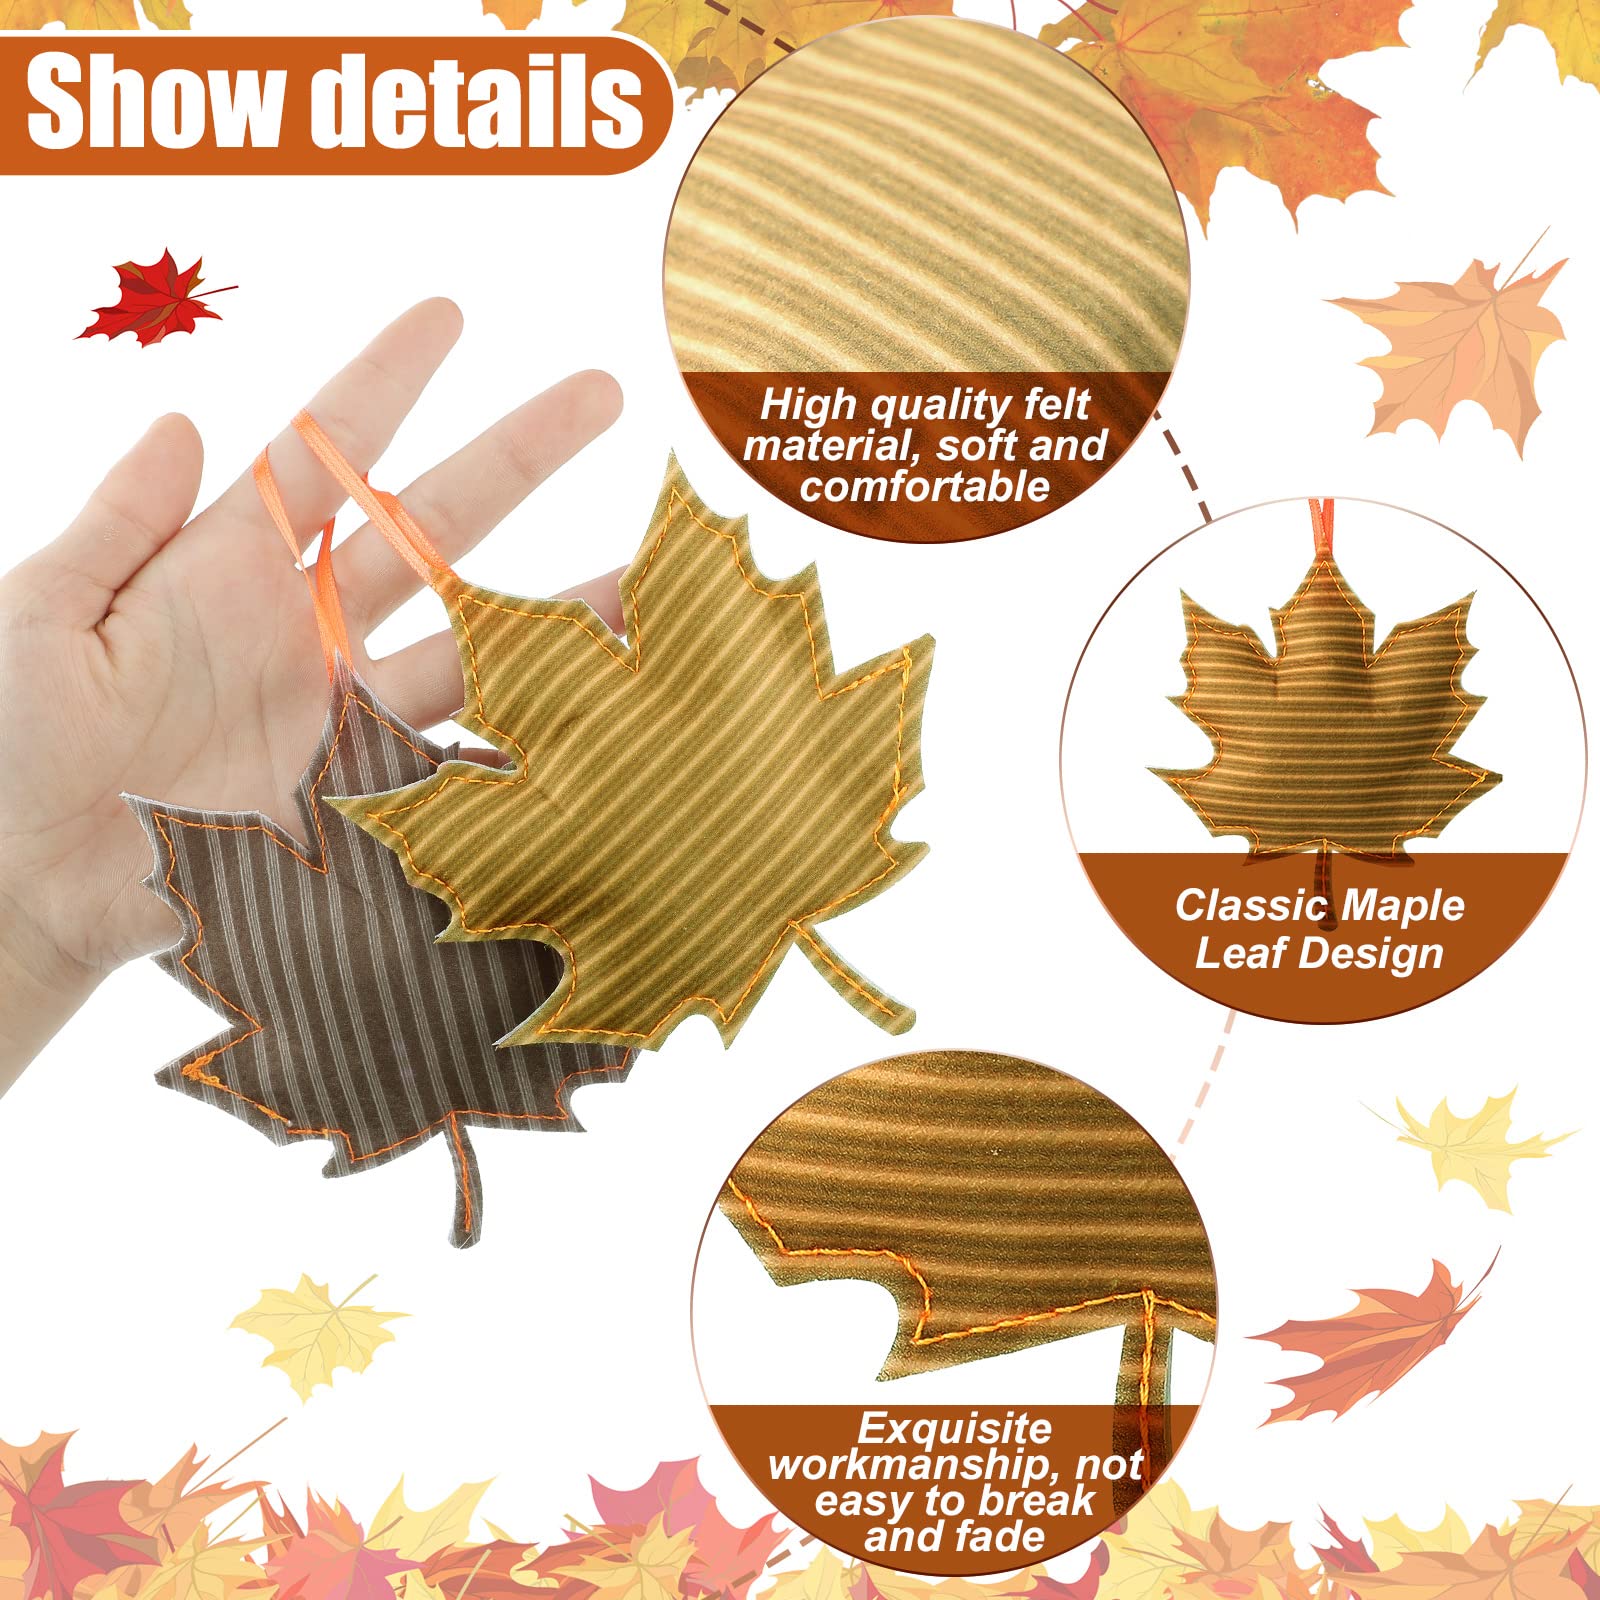 Show details
High quality felt
material, soft and
comfortable
Classic Maple
Leaf Design
Exquisite
workmanship, not
easy to break
and fade